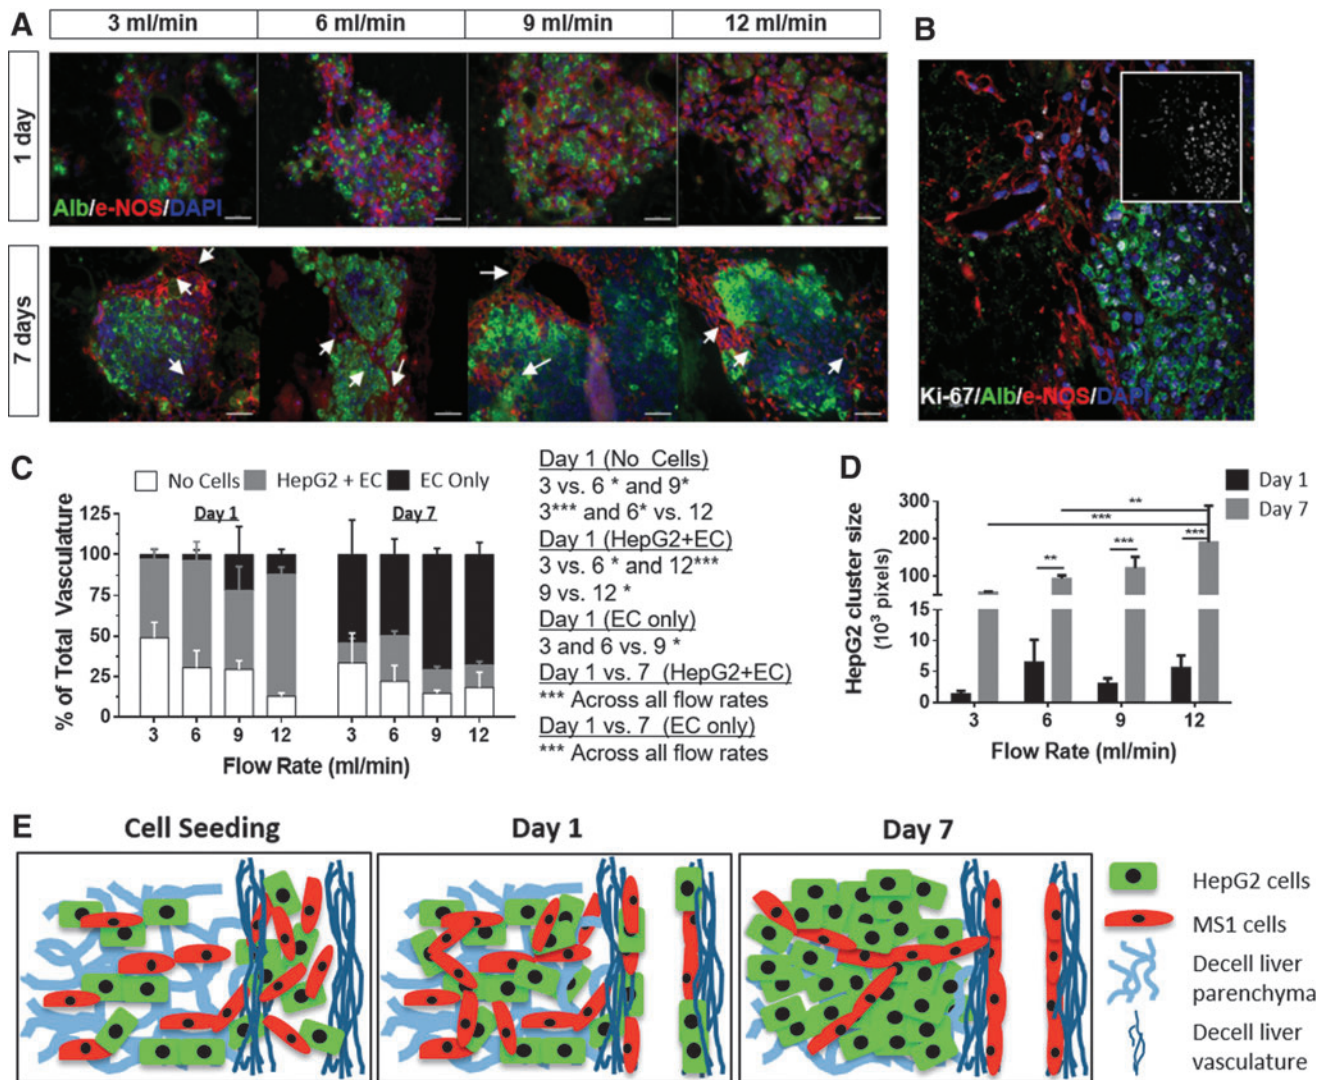 A
3 ml/min
6 ml/min
9 ml/min
12 ml/min
1 day
Alb/e-NOS/DAPI
7 days
B
Ki-67/Alb/e-NOS/DAPI
C
No Cells
HepG2 + EC
EC Only
% of Total Vasculature
125
100
75
50
25
0
Day 1
Day 7
3
6
9
12
3
6
9
12
Flow Rate (ml/min)
Day 1 (No Cells)
3 vs. 6 * and 9*
3*** and 6* vs. 12
Day 1 (HepG2+EC)
3 vs. 6 * and 12***
9 vs. 12 *
Day 1 (EC only)
3 and 6 vs. 9 *
Day 1 vs. 7 (HepG2+EC)
*** Across all flow rates
Day 1 vs. 7 (EC only)
*** Across all flow rates
D
Day 1
Day 7
HepG2 cluster size
(10³ pixels)
300
200
100
15
10
5
0
**
***
**
***
***
3
6
9
12
Flow Rate (ml/min)
E
Cell Seeding
Day 1
Day 7
HepG2 cells
MS1 cells
Decell liver
parenchyma
Decell liver
vasculature